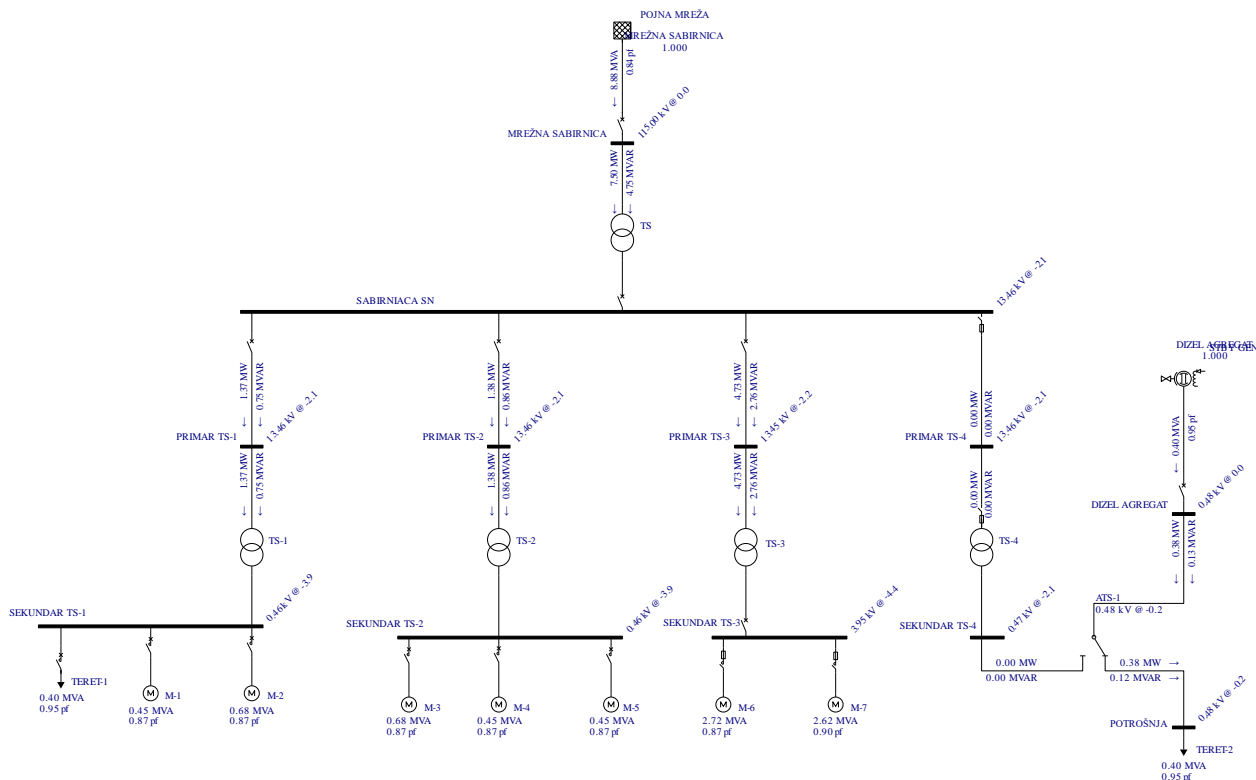 POJNA MREŽA
MREŽNA SABIRNICA
1.000
8.88 MVA
0.84 pf
↓
115.00 kV @ 0.0
MREŽNA SABIRNICA
7.50 MW
4.75 MVAR
↓ ↓
TS
SABIRNIACA SN
13.46 kV @ -2.1
1.37 MW
0.75 MVAR
↓ ↓
1.38 MW
0.86 MVAR
↓ ↓
4.73 MW
2.76 MVAR
↓ ↓
0.00 MW
0.00 MVAR
DIZEL AGREGAT
1.000
0.40 MVA
0.95 pf
↓
PRIMAR TS-1
13.46 kV @ -2.1
PRIMAR TS-2
13.46 kV @ -2.1
PRIMAR TS-3
13.45 kV @ -2.2
PRIMAR TS-4
13.46 kV @ -2.1
1.37 MW
0.75 MVAR
↓ ↓
1.38 MW
0.86 MVAR
↓ ↓
4.73 MW
2.76 MVAR
↓ ↓
0.00 MW
0.00 MVAR
DIZEL AGREGAT
0.48 kV @ 0.0
0.38 MW
0.13 MVAR
↓ ↓
TS-1
TS-2
TS-3
TS-4
ATS-1
0.48 kV @ -0.2
SEKUNDAR TS-1
0.46 kV @ -3.9
SEKUNDAR TS-2
0.46 kV @ -3.9
SEKUNDAR TS-3
3.95 kV @ -4.4
SEKUNDAR TS-4
0.47 kV @ -2.1
0.00 MW
0.00 MVAR
0.38 MW →
0.12 MVAR →
TERET-1
0.40 MVA
0.95 pf
M
M-1
0.45 MVA
0.87 pf
M
M-2
0.68 MVA
0.87 pf
M
M-3
0.68 MVA
0.87 pf
M
M-4
0.45 MVA
0.87 pf
M
M-5
0.45 MVA
0.87 pf
M
M-6
2.72 MVA
0.87 pf
M
M-7
2.62 MVA
0.90 pf
POTROŠNJA
0.48 kV @ -0.2
TERET-2
0.40 MVA
0.95 pf